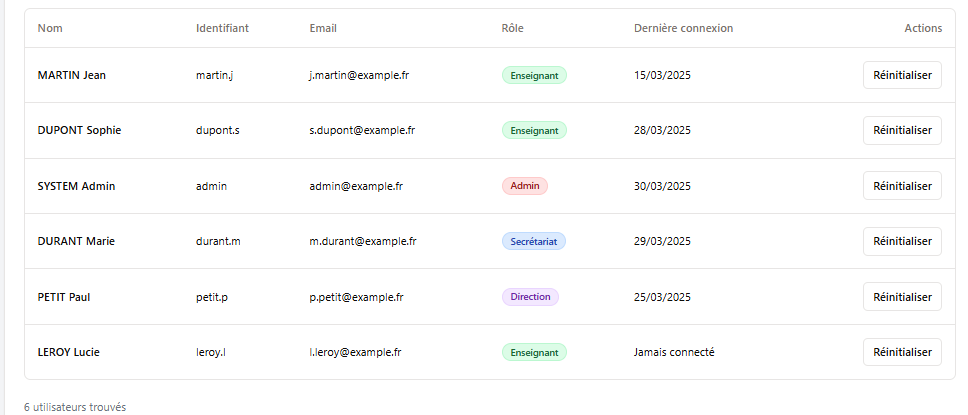 Nom Identifiant Email Rôle Dernière connexion Actions
MARTIN Jean martin.j j.martin@example.fr Enseignant 15/03/2025 Réinitialiser
DUPONT Sophie dupont.s s.dupont@example.fr Enseignant 28/03/2025 Réinitialiser
SYSTEM Admin admin admin@example.fr Admin 30/03/2025 Réinitialiser
DURANT Marie durant.m m.durant@example.fr Secrétariat 29/03/2025 Réinitialiser
PETIT Paul petit.p p.petit@example.fr Direction 25/03/2025 Réinitialiser
LEROY Lucie leroy.l l.leroy@example.fr Enseignant Jamais connecté Réinitialiser
6 utilisateurs trouvés